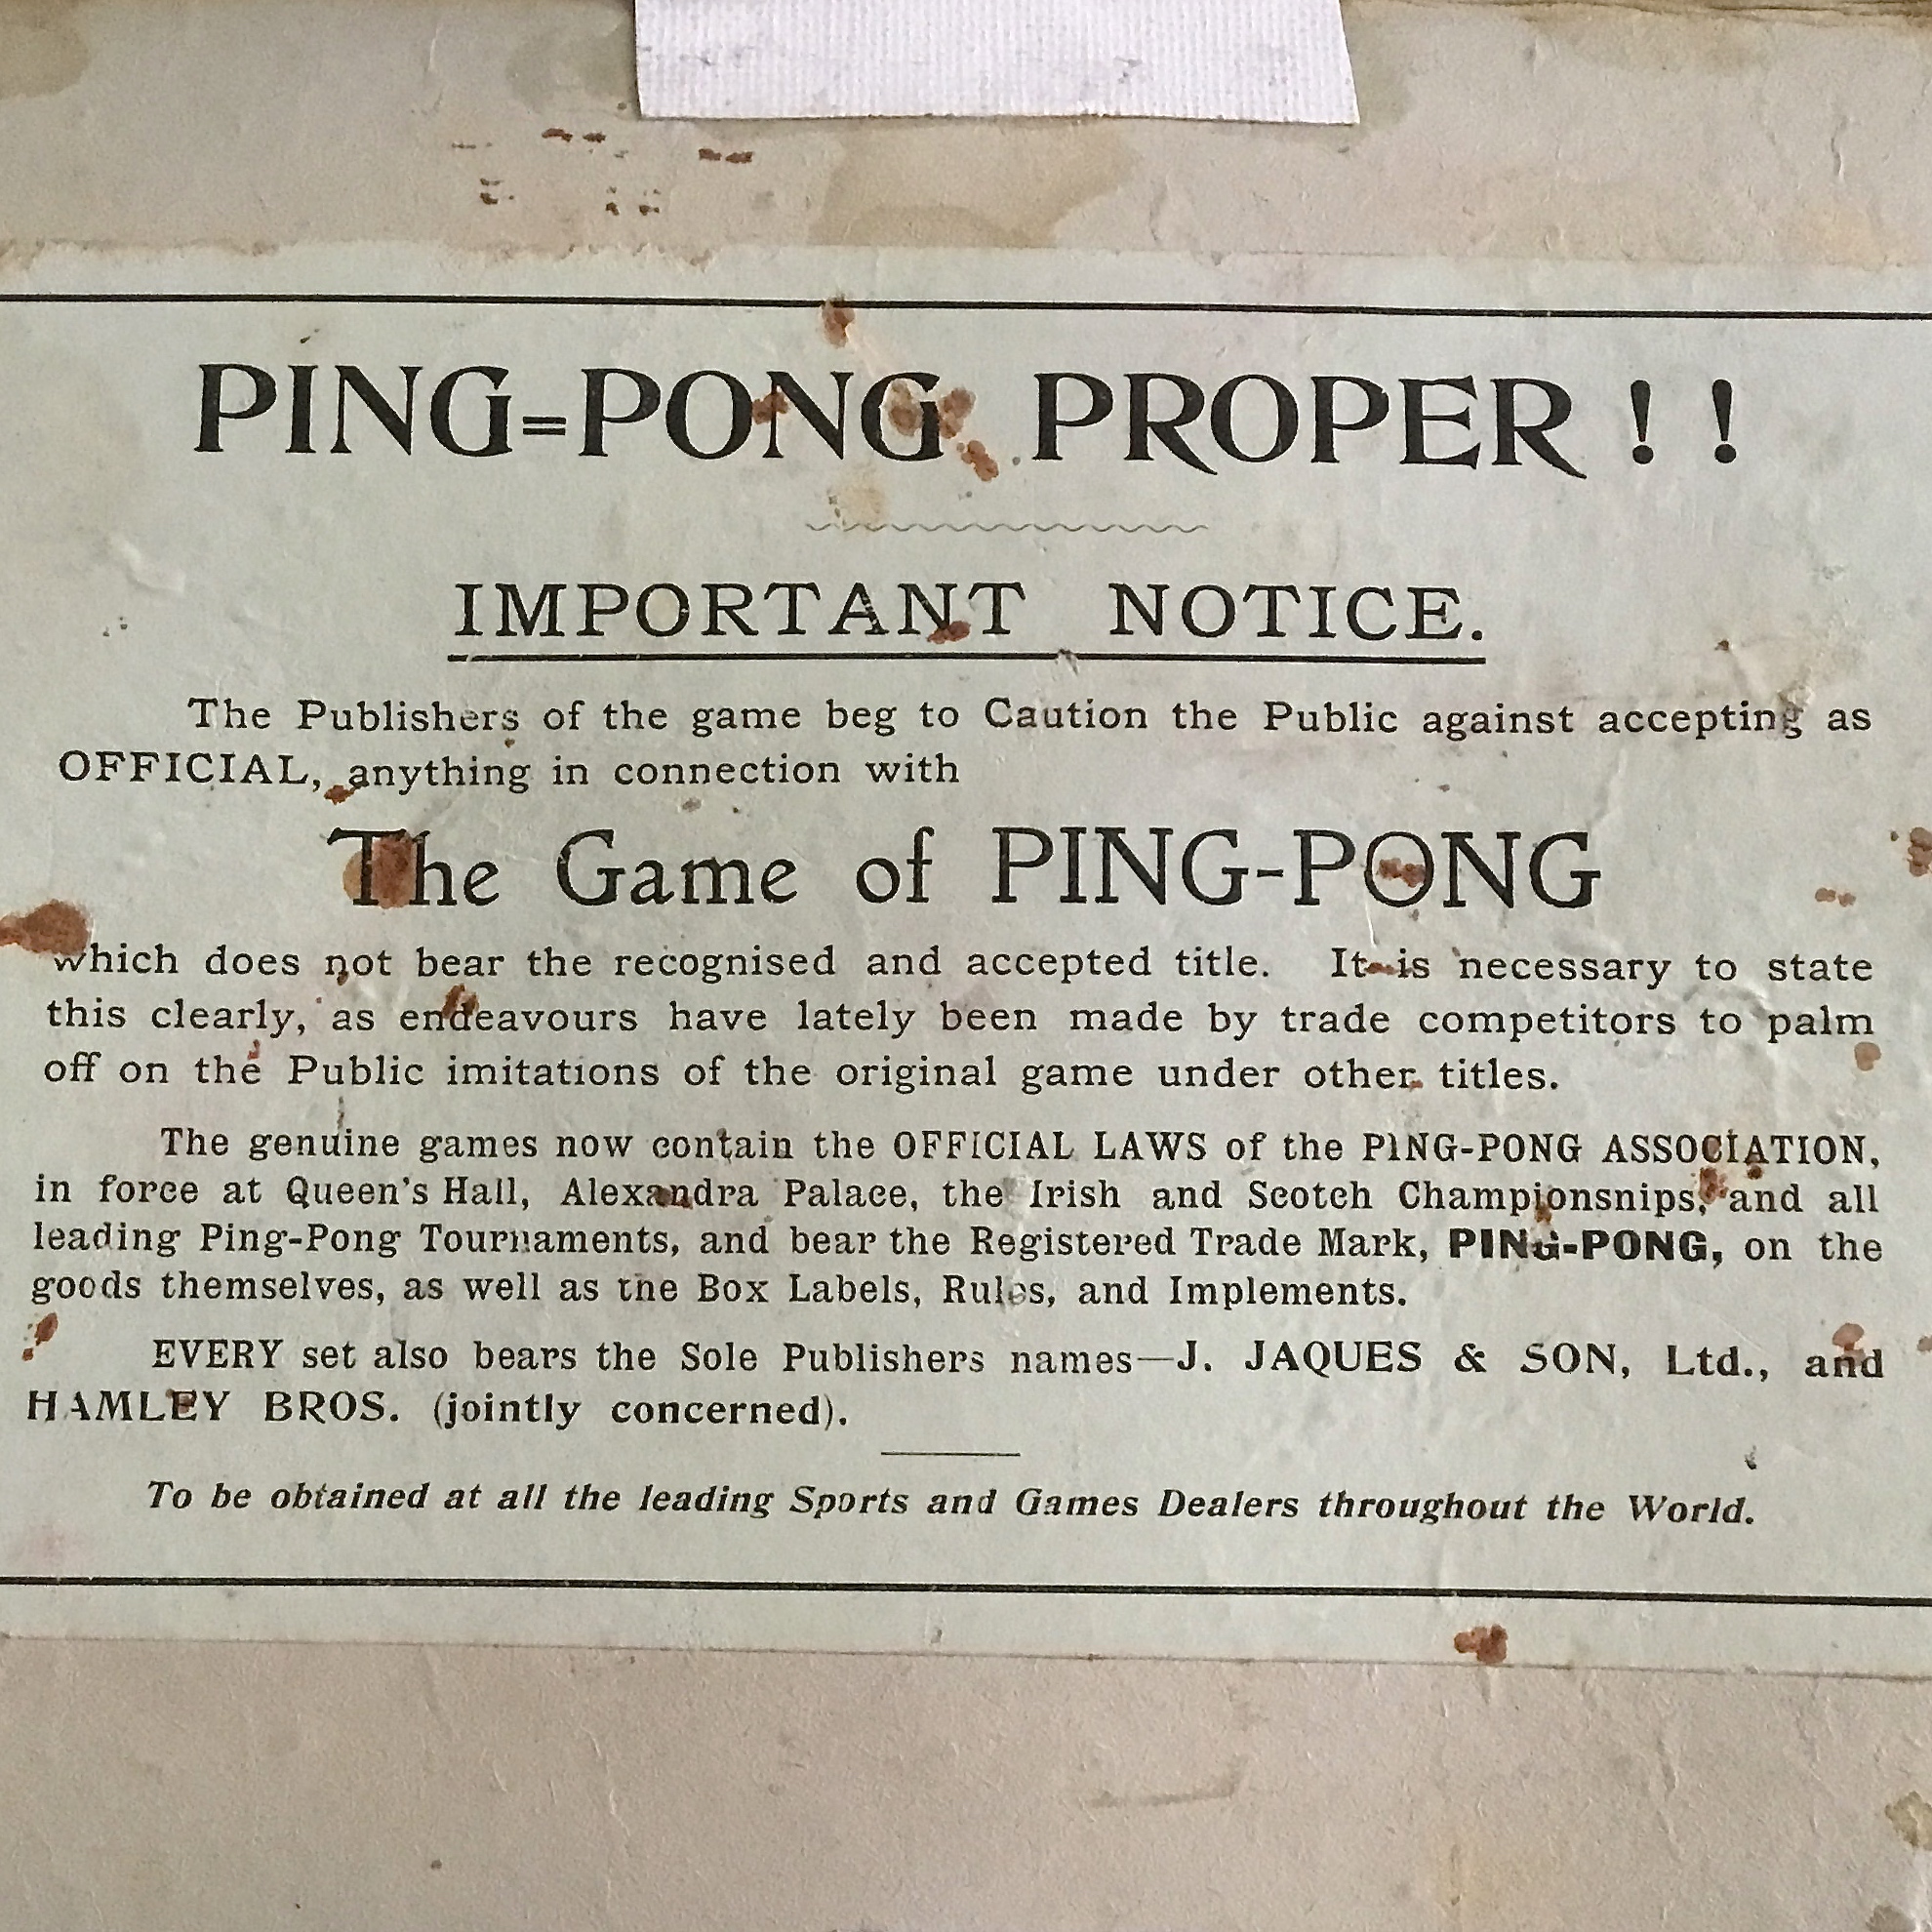 PING=PONG PROPER ! !
IMPORTANT NOTICE.
The Publishers of the game beg to Caution the Public against accepting as
OFFICIAL, anything in connection with
The Game of PING-PONG
which does not bear the recognised and accepted title. It is necessary to state
this clearly, as endeavours have lately been made by trade competitors to palm
off on the Public imitations of the original game under other titles.
The genuine games now contain the OFFICIAL LAWS of the PING-PONG ASSOCIATION,
in force at Queen's Hall, Alexandra Palace, the Irish and Scotch Championships, and all
leading Ping-Pong Tournaments, and bear the Registered Trade Mark, PING-PONG, on the
goods themselves, as well as the Box Labels, Rules, and Implements.
EVERY set also bears the Sole Publishers names—J. JAQUES & SON, Ltd., and
HAMLEY BROS. (jointly concerned).
To be obtained at all the leading Sports and Games Dealers throughout the World.